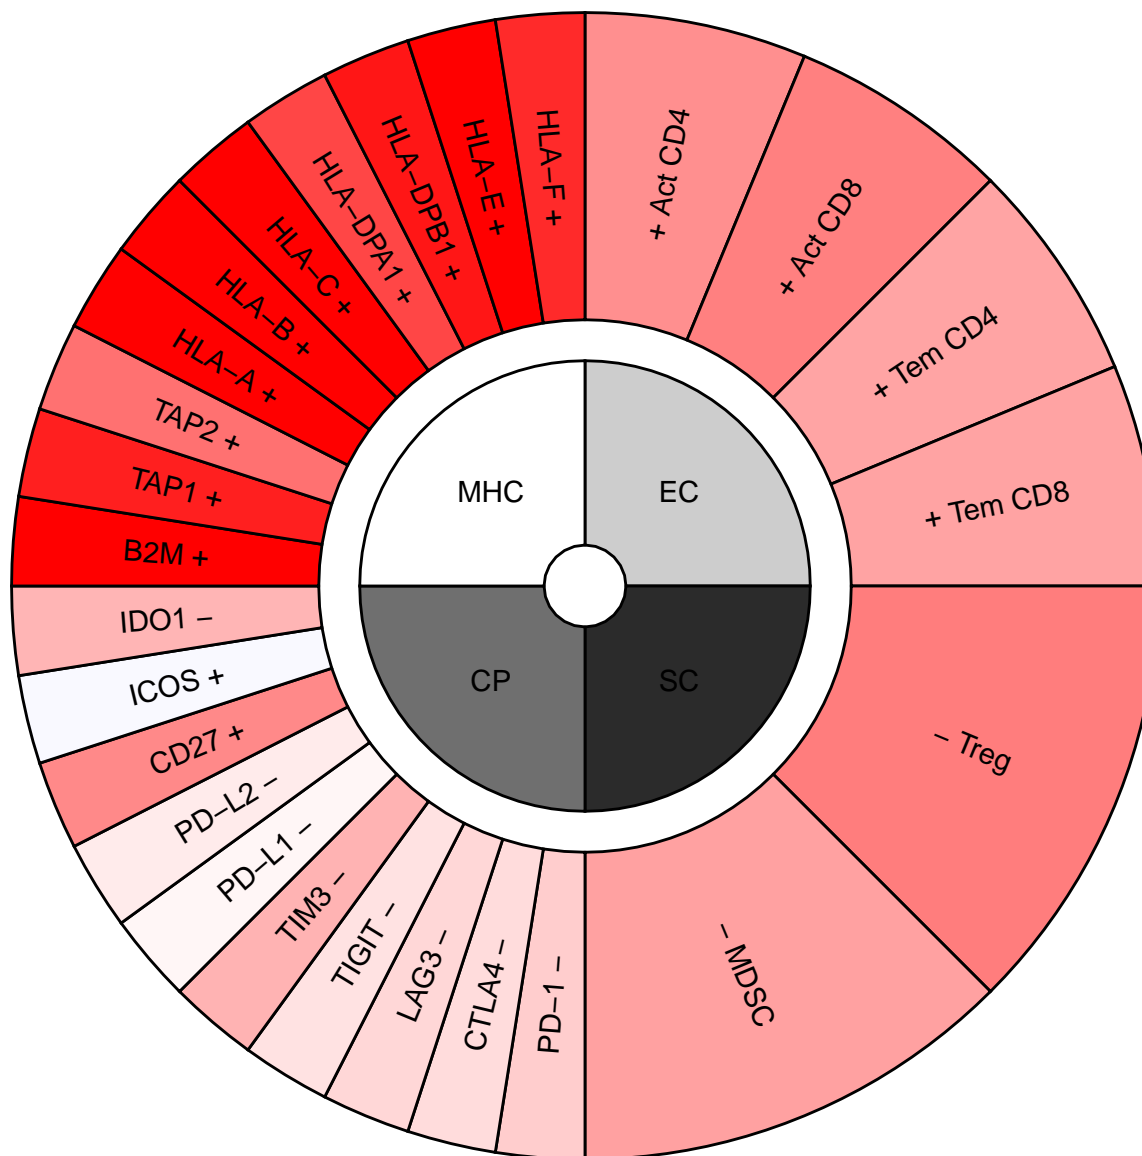 + Act CD4
+ Act CD8
+ Tem CD4
+ Tem CD8
– Treg
– MDSC
PD–1 –
CTLA4 –
LAG3 –
TIGIT –
TIM3 –
PD–L1 –
PD–L2 –
CD27 +
ICOS +
IDO1 –
B2M +
TAP1 +
TAP2 +
HLA–A +
HLA–B +
HLA–C +
HLA–DPA1 +
HLA–DPB1 +
HLA–E +
HLA–F +
MHC
EC
CP
SC